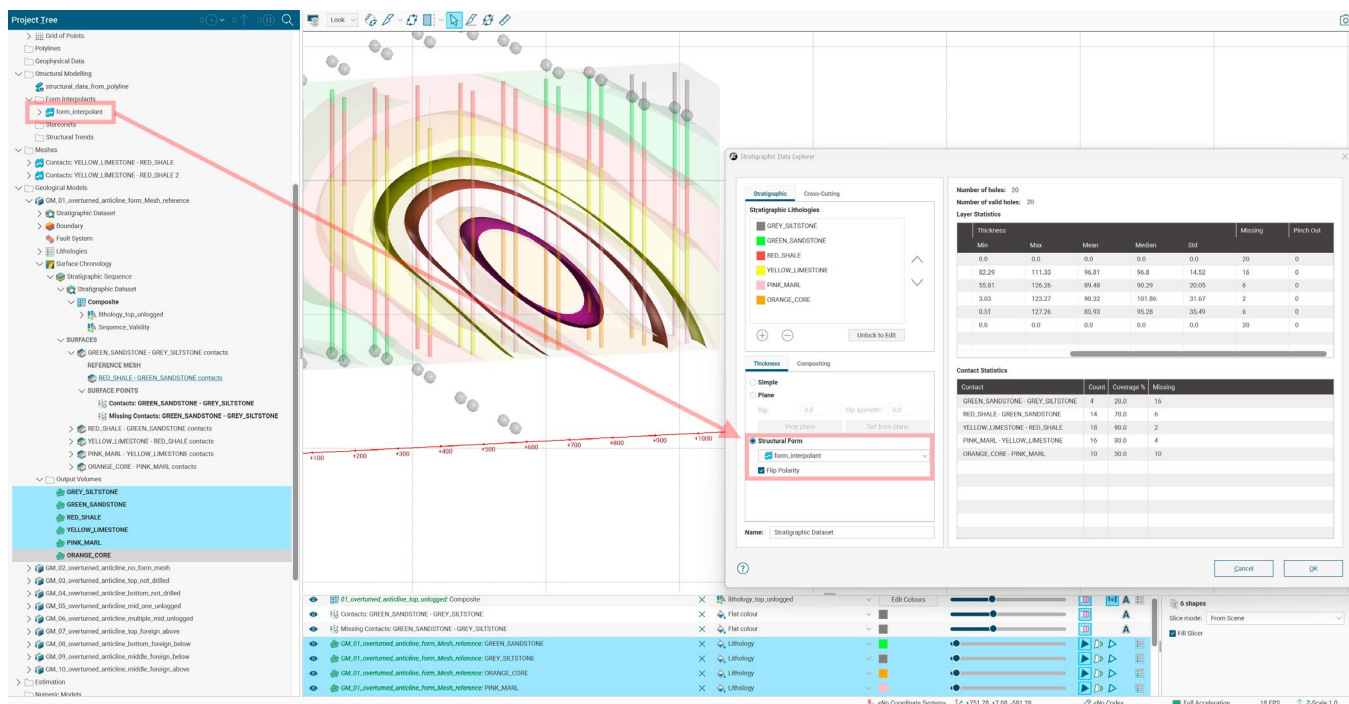 Project Tree
Look
Grid of Points
Polylines
Geophysical Data
Structural Modelling
structural_data_from_polyline
Form Interpolants
form_interpolant
Stereonets
Structural Trends
Meshes
Contacts: YELLOW_LIMESTONE - RED_SHALE
Contacts: YELLOW_LIMESTONE - RED_SHALE 2
Geological Models
GM_01_overturned_anticline_form_Mesh_reference
Stratigraphic Dataset
Boundary
Fault System
Lithologies
Surface Chronology
Stratigraphic Sequence
Stratigraphic Dataset
Composite
lithology_top_unlogged
Sequence_Validity
SURFACES
GREEN_SANDSTONE - GREY_SILTSTONE contacts
REFERENCE MESH
RED_SHALE - GREEN_SANDSTONE contacts
SURFACE POINTS
Contacts: GREEN_SANDSTONE - GREY_SILTSTONE
Missing Contacts: GREEN_SANDSTONE - GREY_SILTSTONE
RED_SHALE - GREEN_SANDSTONE contacts
YELLOW_LIMESTONE - RED_SHALE contacts
PINK_MARL - YELLOW_LIMESTONE contacts
ORANGE_CORE - PINK_MARL contacts
Output Volumes
GREY_SILTSTONE
GREEN_SANDSTONE
RED_SHALE
YELLOW_LIMESTONE
PINK_MARL
ORANGE_CORE
GM_02_overturned_anticline_no_form_mesh
GM_03_overturned_anticline_top_not_drilled
GM_04_overturned_anticline_bottom_not_drilled
GM_05_overturned_anticline_mid_one_unlogged
GM_06_overturned_anticline_multiple_mid_unlogged
GM_07_overturned_anticline_top_foreign_above
GM_08_overturned_anticline_bottom_foreign_below
GM_09_overturned_anticline_middle_foreign_below
GM_10_overturned_anticline_middle_foreign_above
Estimation
Numeric Models
+100 +200 +300 +400 +500 +600 +700 +800 +900 +1000
Stratigraphic Data Explorer
Stratigraphic Cross-Cutting
Stratigraphic Lithologies
GREY_SILTSTONE
GREEN_SANDSTONE
RED_SHALE
YELLOW_LIMESTONE
PINK_MARL
ORANGE_CORE
Unlock to Edit
Thickness Compositing
Simple
Plane
Dip: 0.0 Dip azimuth: 0.0
View plane Set from plane
Structural Form
form_interpolant
Flip Polarity
Name: Stratigraphic Dataset
Number of holes: 20
Number of valid holes: 20
Layer Statistics
Thickness Missing Pinch Out
Min Max Mean Median Std
0.0 0.0 0.0 0.0 0.0 20 0
82.29 111.33 96.81 96.8 14.52 16 0
55.81 126.26 89.48 90.29 20.05 6 0
3.03 123.27 90.32 101.86 31.67 2 0
0.51 127.26 85.93 95.28 35.49 6 0
0.0 0.0 0.0 0.0 0.0 20 0
Contact Statistics
Contact Count Coverage % Missing
GREEN_SANDSTONE - GREY_SILTSTONE 4 20.0 16
RED_SHALE - GREEN_SANDSTONE 14 70.0 6
YELLOW_LIMESTONE - RED_SHALE 18 90.0 2
PINK_MARL - YELLOW_LIMESTONE 16 80.0 4
ORANGE_CORE - PINK_MARL 10 50.0 10
Cancel OK
01_overturned_anticline_top_unlogged: Composite lithology_top_unlogged Edit Colours
Contacts: GREEN_SANDSTONE - GREY_SILTSTONE Flat colour
Missing Contacts: GREEN_SANDSTONE - GREY_SILTSTONE Flat colour
GM_01_overturned_anticline_form_Mesh_reference: GREEN_SANDSTONE Lithology
GM_01_overturned_anticline_form_Mesh_reference: GREY_SILTSTONE Lithology
GM_01_overturned_anticline_form_Mesh_reference: ORANGE_CORE Lithology
GM_01_overturned_anticline_form_Mesh_reference: PINK_MARL Lithology
6 shapes
Slice mode: From Scene
Fill Slicer
<No Coordinate System> +751.78, +7.08, -581.28 <No Codes> Full Acceleration 18 FPS Z-Scale 1.0